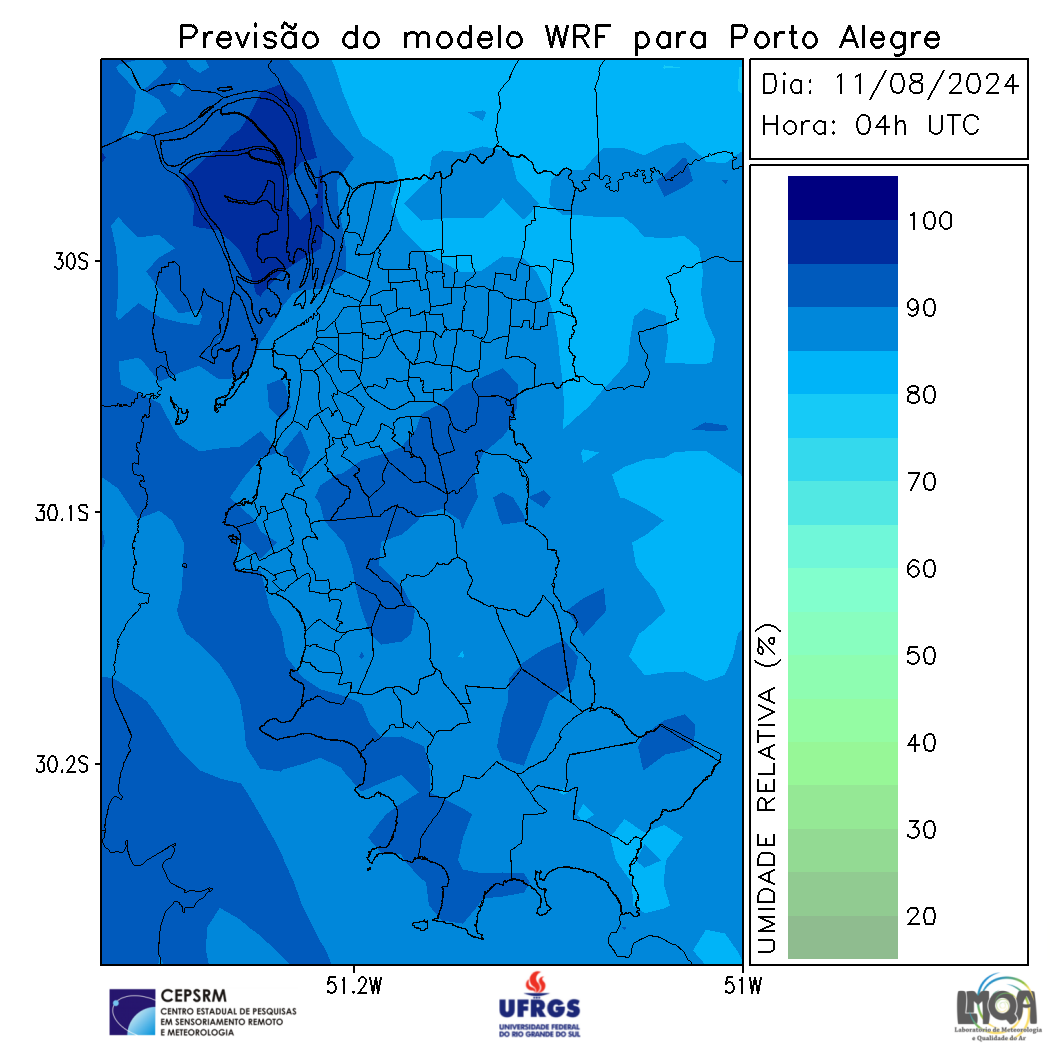 Previsão do modelo WRF para Porto Alegre
Dia: 11/08/2024
Hora: 04h UTC
30S
30.1S
30.2S
51.2W
51W
100
90
80
70
60
50
40
30
20
UMIDADE RELATIVA (%)
CEPSRM
CENTRO ESTADUAL DE PESQUISAS
EM SENSORIAMENTO REMOTO
E METEOROLOGIA
UFRGS
UNIVERSIDADE FEDERAL
DO RIO GRANDE DO SUL
LMQA
Laboratório de Meteorologia
e Qualidade do Ar